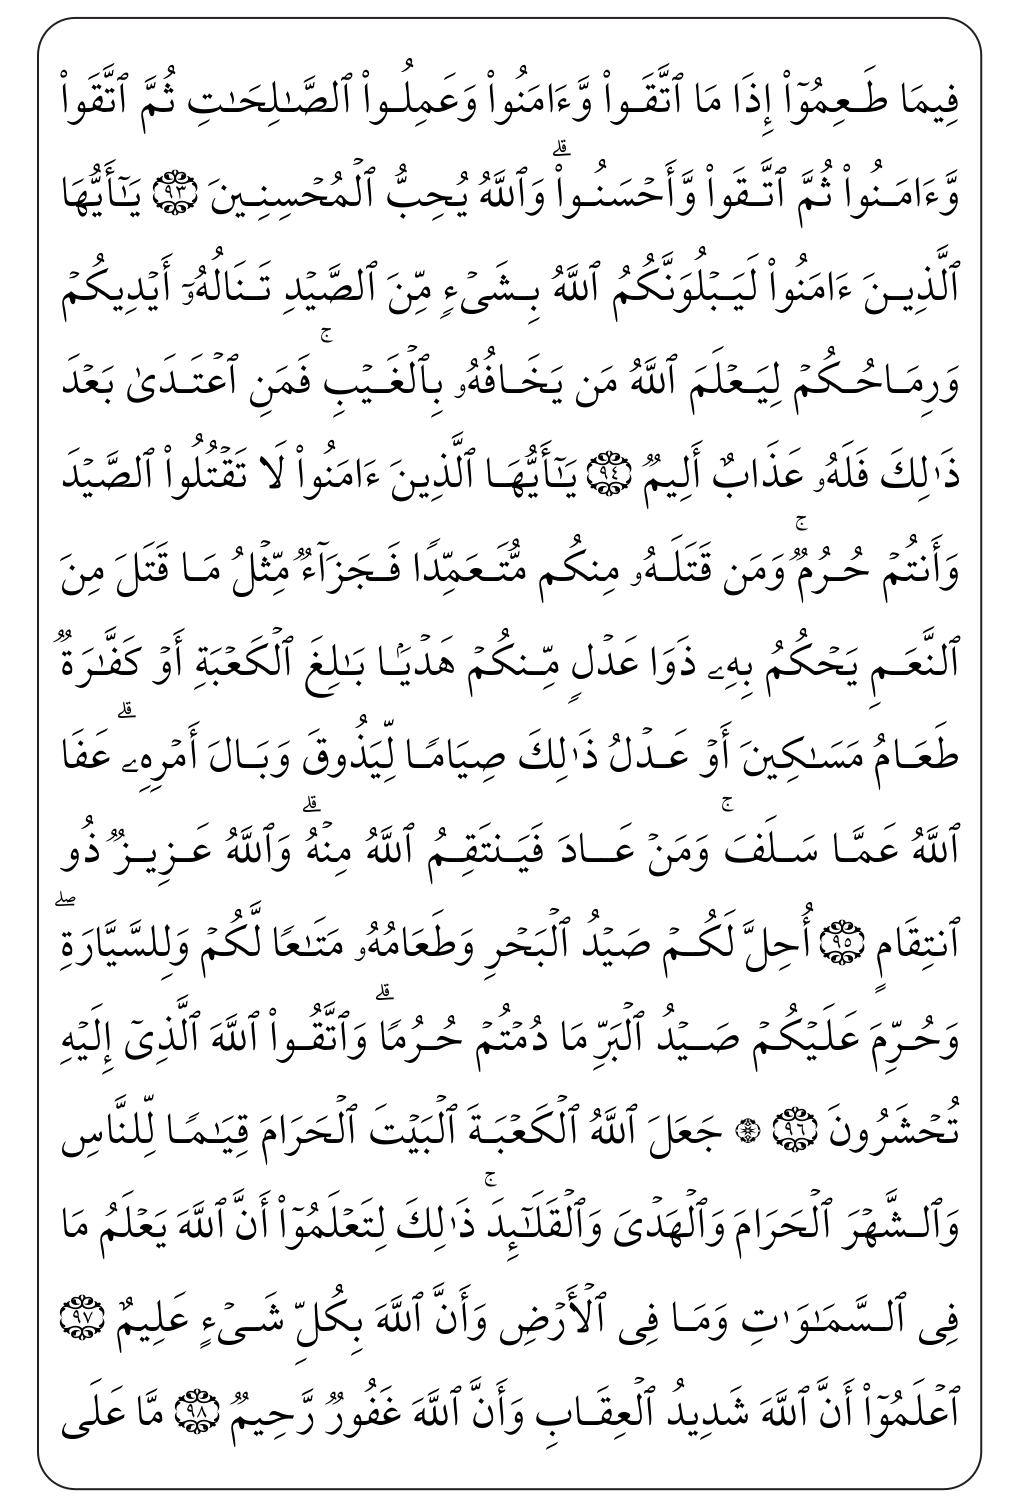 فِيمَا طَعِمُوٓا۟ إِذَا مَا ٱتَّقَوا۟ وَّءَامَنُوا۟ وَعَمِلُوا۟ ٱلصَّـٰلِحَـٰتِ ثُمَّ ٱتَّقَوا۟
وَّءَامَنُوا۟ ثُمَّ ٱتَّقَوا۟ وَّأَحْسَنُوا۟ ۗ وَٱللَّهُ يُحِبُّ ٱلْمُحْسِنِينَ ٩٣ يَـٰٓأَيُّهَا
ٱلَّذِينَ ءَامَنُوا۟ لَيَبْلُوَنَّكُمُ ٱللَّهُ بِشَىْءٍ مِّنَ ٱلصَّيْدِ تَنَالُهُۥٓ أَيْدِيكُمْ
وَرِمَاحُكُمْ لِيَعْلَمَ ٱللَّهُ مَن يَخَافُهُۥ بِٱلْغَيْبِ ۚ فَمَنِ ٱعْتَدَىٰ بَعْدَ
ذَٰلِكَ فَلَهُۥ عَذَابٌ أَلِيمٌ ٩٤ يَـٰٓأَيُّهَا ٱلَّذِينَ ءَامَنُوا۟ لَا تَقْتُلُوا۟ ٱلصَّيْدَ
وَأَنتُمْ حُرُمٌ ۚ وَمَن قَتَلَهُۥ مِنكُم مُّتَعَمِّدًا فَجَزَآءٌ مِّثْلُ مَا قَتَلَ مِنَ
ٱلنَّعَمِ يَحْكُمُ بِهِۦ ذَوَا عَدْلٍ مِّنكُمْ هَدْيًۢا بَـٰلِغَ ٱلْكَعْبَةِ أَوْ كَفَّـٰرَةٌ
طَعَامُ مَسَـٰكِينَ أَوْ عَدْلُ ذَٰلِكَ صِيَامًا لِّيَذُوقَ وَبَالَ أَمْرِهِۦ ۗ عَفَا
ٱللَّهُ عَمَّا سَلَفَ ۚ وَمَنْ عَادَ فَيَنتَقِمُ ٱللَّهُ مِنْهُ ۗ وَٱللَّهُ عَزِيزٌ ذُو
ٱنتِقَامٍ ٩٥ أُحِلَّ لَكُمْ صَيْدُ ٱلْبَحْرِ وَطَعَامُهُۥ مَتَـٰعًا لَّكُمْ وَلِلسَّيَّارَةِ ۖ
وَحُرِّمَ عَلَيْكُمْ صَيْدُ ٱلْبَرِّ مَا دُمْتُمْ حُرُمًا ۗ وَٱتَّقُوا۟ ٱللَّهَ ٱلَّذِىٓ إِلَيْهِ
تُحْشَرُونَ ٩٦ ۞ جَعَلَ ٱللَّهُ ٱلْكَعْبَةَ ٱلْبَيْتَ ٱلْحَرَامَ قِيَـٰمًا لِّلنَّاسِ
وَٱلشَّهْرَ ٱلْحَرَامَ وَٱلْهَدْىَ وَٱلْقَلَـٰٓئِدَ ۚ ذَٰلِكَ لِتَعْلَمُوٓا۟ أَنَّ ٱللَّهَ يَعْلَمُ مَا
فِى ٱلسَّمَـٰوَٰتِ وَمَا فِى ٱلْأَرْضِ وَأَنَّ ٱللَّهَ بِكُلِّ شَىْءٍ عَلِيمٌ ٩٧
ٱعْلَمُوٓا۟ أَنَّ ٱللَّهَ شَدِيدُ ٱلْعِقَابِ وَأَنَّ ٱللَّهَ غَفُورٌ رَّحِيمٌ ٩٨ مَّا عَلَى